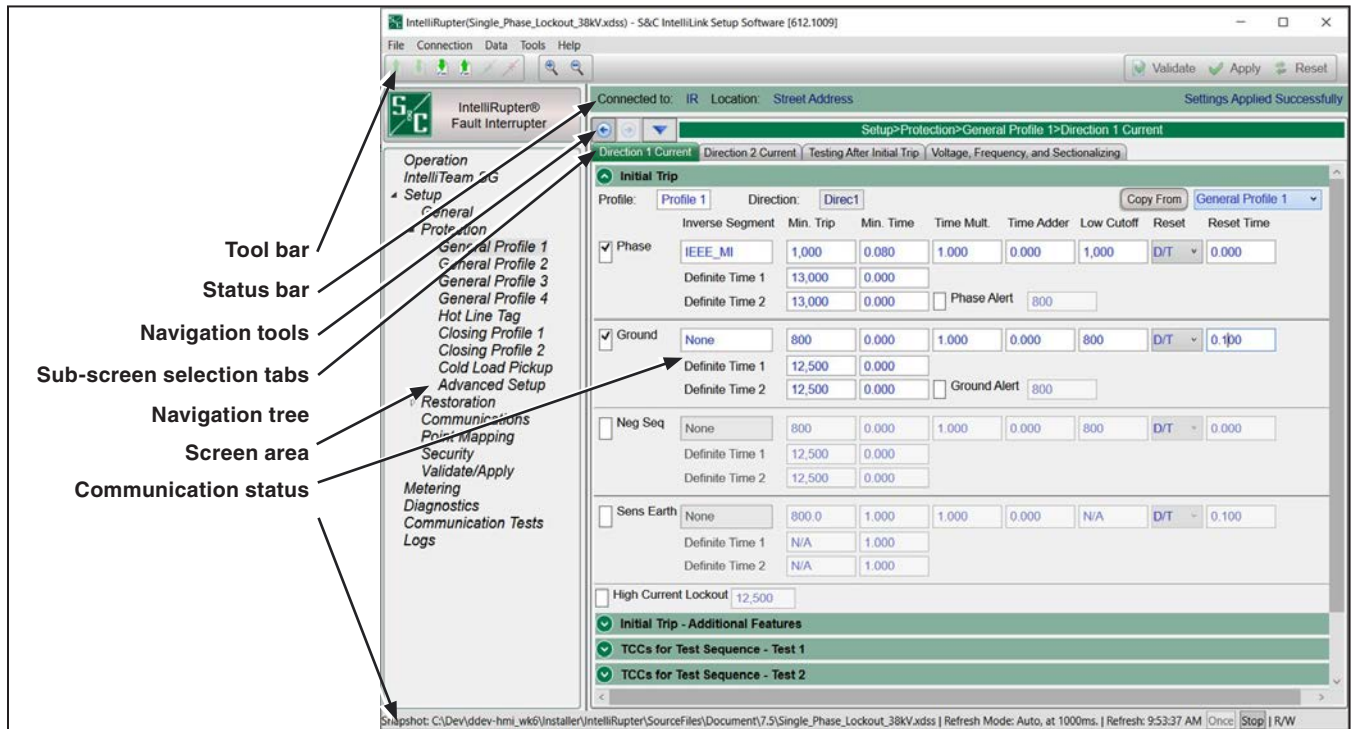 IntelliRupter(Single_Phase_Lockout_38kV.xdss) - S&C IntelliLink Setup Software [612.1009]
File Connection Data Tools Help
Validate Apply Reset
S&C
IntelliRupter®
Fault Interrupter
Connected to: IR Location: Street Address Settings Applied Successfully
Setup>Protection>General Profile 1>Direction 1 Current
Direction 1 Current Direction 2 Current Testing After Initial Trip Voltage, Frequency, and Sectionalizing
Tool bar
Status bar
Navigation tools
Sub-screen selection tabs
Navigation tree
Screen area
Communication status
Operation
IntelliTeam SG
Setup
General
Protection
General Profile 1
General Profile 2
General Profile 3
General Profile 4
Hot Line Tag
Closing Profile 1
Closing Profile 2
Cold Load Pickup
Advanced Setup
Restoration
Communications
Point Mapping
Security
Validate/Apply
Metering
Diagnostics
Communication Tests
Logs
Initial Trip
Profile: Profile 1 Direction: Direc1 Copy From General Profile 1
Inverse Segment Min. Trip Min. Time Time Mult. Time Adder Low Cutoff Reset Reset Time
Phase IEEE_MI 1,000 0.080 1.000 0.000 1,000 D/T 0.000
Definite Time 1 13,000 0.000
Definite Time 2 13,000 0.000 Phase Alert 800
Ground None 800 0.000 1.000 0.000 800 D/T 0.100
Definite Time 1 12,500 0.000
Definite Time 2 12,500 0.000 Ground Alert 800
Neg Seq None 800 0.000 1.000 0.000 800 D/T 0.000
Definite Time 1 12,500 0.000
Definite Time 2 12,500 0.000
Sens Earth None 800.0 1.000 1.000 0.000 N/A D/T 0.100
Definite Time 1 N/A 1.000
Definite Time 2 N/A 1.000
High Current Lockout 12,500
Initial Trip - Additional Features
TCCs for Test Sequence - Test 1
TCCs for Test Sequence - Test 2
Snapshot: C:\Dev\ddev-hmi_wk6\Installer\IntelliRupter\SourceFiles\Document\7.5\Single_Phase_Lockout_38kV.xdss | Refresh Mode: Auto, at 1000ms. | Refresh: 9:53:37 AM Once Stop | R/W